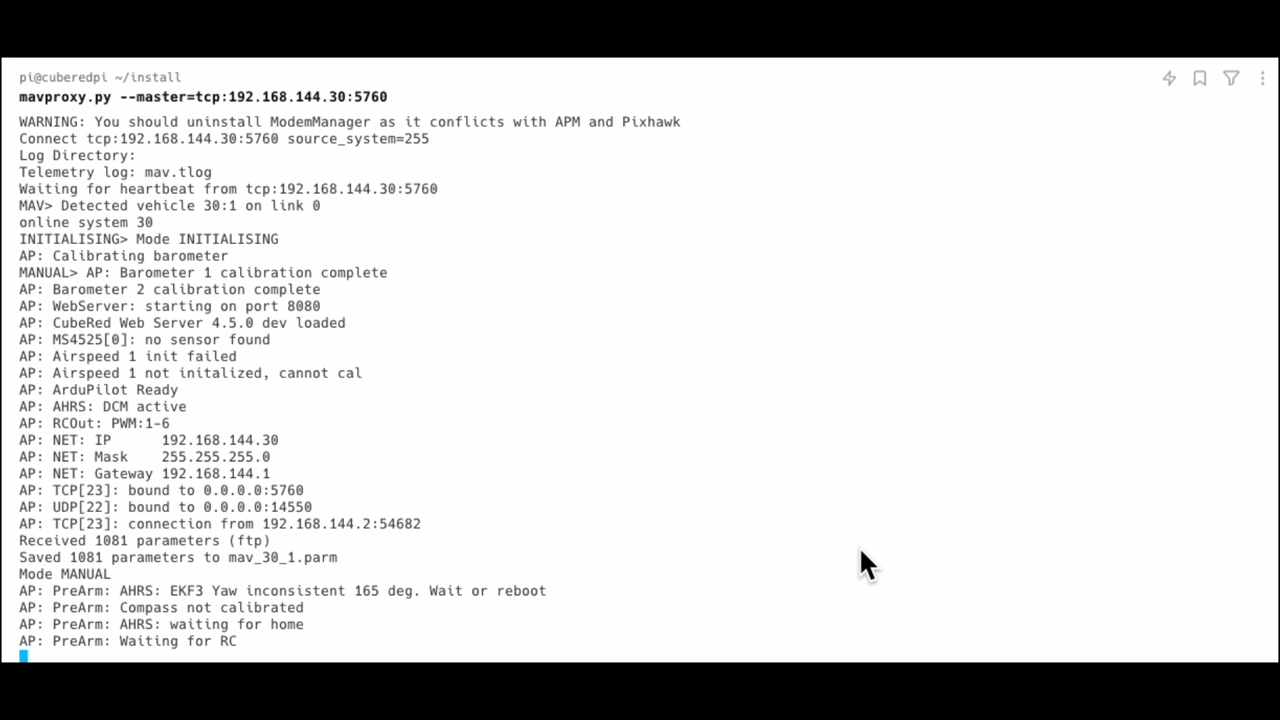 pi@cuberedpi ~/install
mavproxy.py --master=tcp:192.168.144.30:5760
WARNING: You should uninstall ModemManager as it conflicts with APM and Pixhawk
Connect tcp:192.168.144.30:5760 source_system=255
Log Directory:
Telemetry log: mav.tlog
Waiting for heartbeat from tcp:192.168.144.30:5760
MAV> Detected vehicle 30:1 on link 0
online system 30
INITIALISING> Mode INITIALISING
AP: Calibrating barometer
MANUAL> AP: Barometer 1 calibration complete
AP: Barometer 2 calibration complete
AP: WebServer: starting on port 8080
AP: CubeRed Web Server 4.5.0 dev loaded
AP: MS4525[0]: no sensor found
AP: Airspeed 1 init failed
AP: Airspeed 1 not initalized, cannot cal
AP: ArduPilot Ready
AP: AHRS: DCM active
AP: RCOut: PWM:1-6
AP: NET: IP      192.168.144.30
AP: NET: Mask    255.255.255.0
AP: NET: Gateway 192.168.144.1
AP: TCP[23]: bound to 0.0.0.0:5760
AP: UDP[22]: bound to 0.0.0.0:14550
AP: TCP[23]: connection from 192.168.144.2:54682
Received 1081 parameters (ftp)
Saved 1081 parameters to mav_30_1.parm
Mode MANUAL
AP: PreArm: AHRS: EKF3 Yaw inconsistent 165 deg. Wait or reboot
AP: PreArm: Compass not calibrated
AP: PreArm: AHRS: waiting for home
AP: PreArm: Waiting for RC